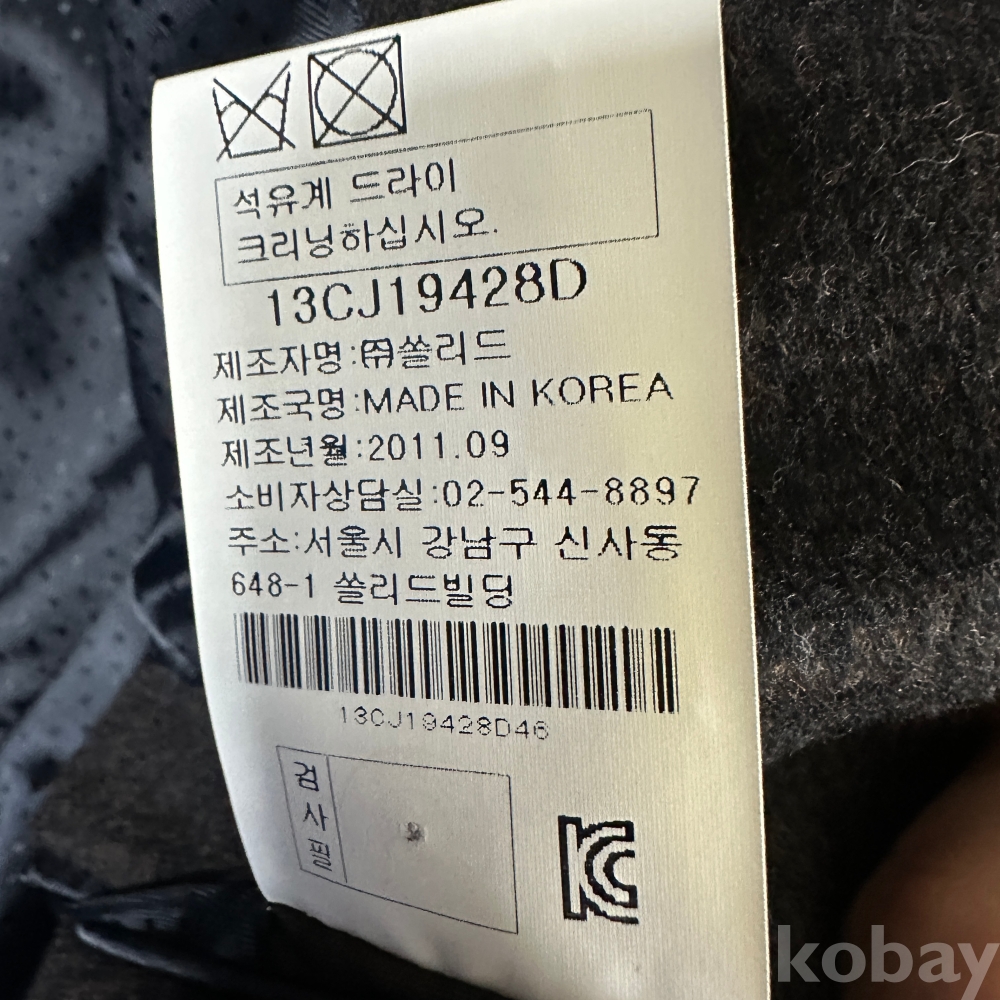 석유계 드라이
크리닝하십시오.
13CJ19428D
제조자명:㈜쏠리드
제조국명:MADE IN KOREA
제조년월:2011.09
소비자상담실:02-544-8897
주소:서울시 강남구 신사동
648-1 쏠리드빌딩
13CJ19428D46
검사필
KC
kobay